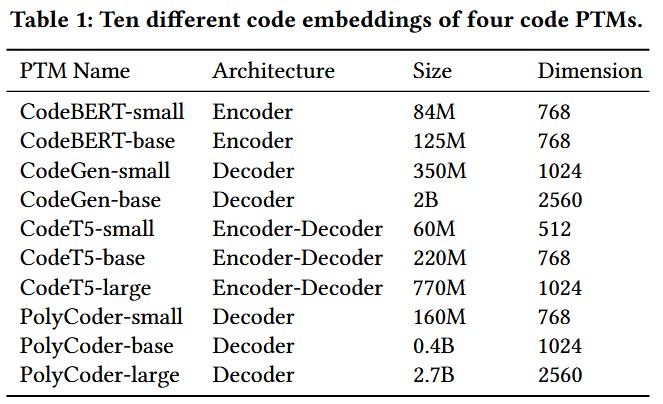 Table 1: Ten different code embeddings of four code PTMs.
PTM Name Architecture Size Dimension
CodeBERT-small Encoder 84M 768
CodeBERT-base Encoder 125M 768
CodeGen-small Decoder 350M 1024
CodeGen-base Decoder 2B 2560
CodeT5-small Encoder-Decoder 60M 512
CodeT5-base Encoder-Decoder 220M 768
CodeT5-large Encoder-Decoder 770M 1024
PolyCoder-small Decoder 160M 768
PolyCoder-base Decoder 0.4B 1024
PolyCoder-large Decoder 2.7B 2560